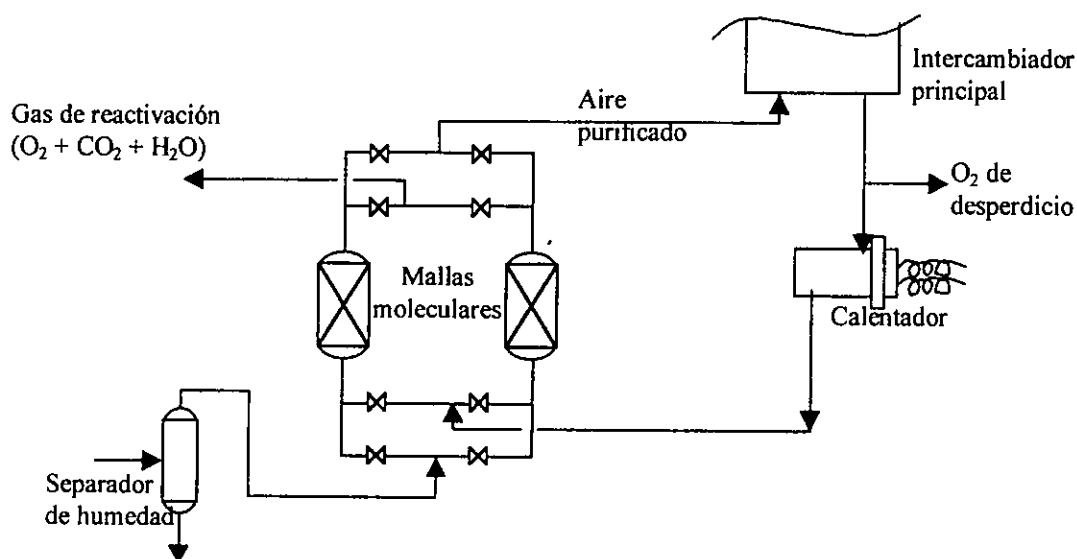 Intercambiador
principal
Aire
purificado
Gas de reactivación
(O₂ + CO₂ + H₂O)
O₂ de
desperdicio
Mallas
moleculares
Calentador
Separador
de humedad